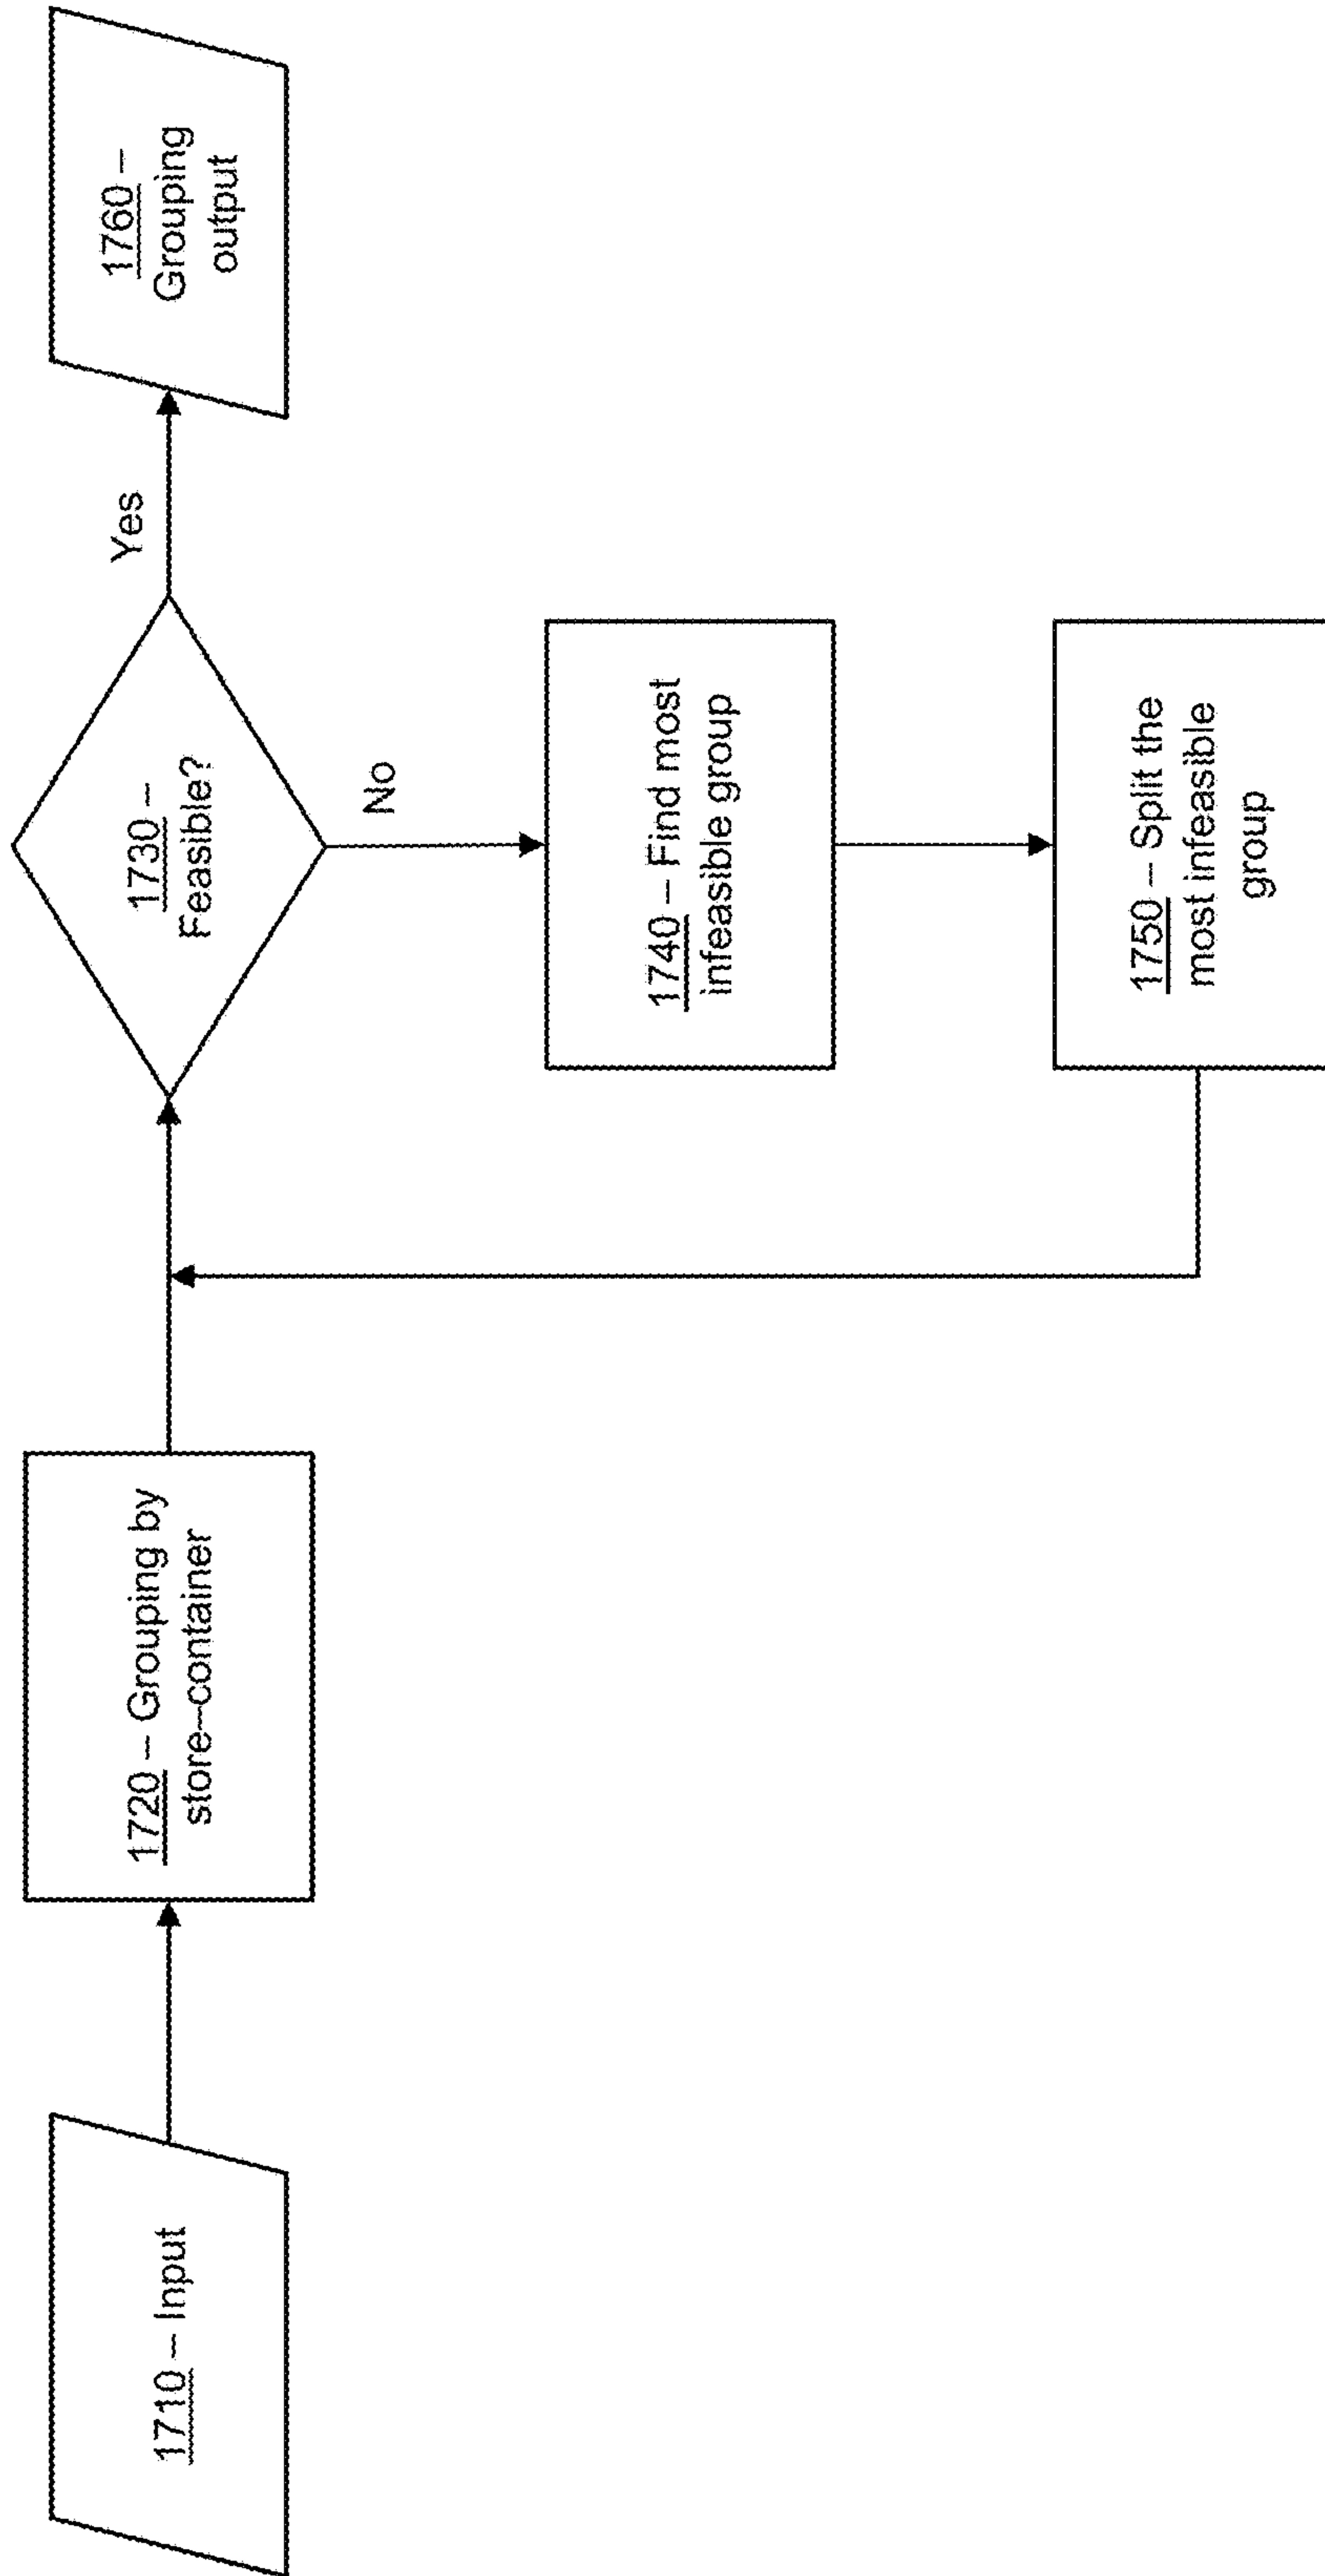 1710 – Input
1720 – Grouping by
store–container
1730 –
Feasible?
Yes
1760 –
Grouping
output
No
1740 – Find most
infeasible group
1750 – Split the
most infeasible
group